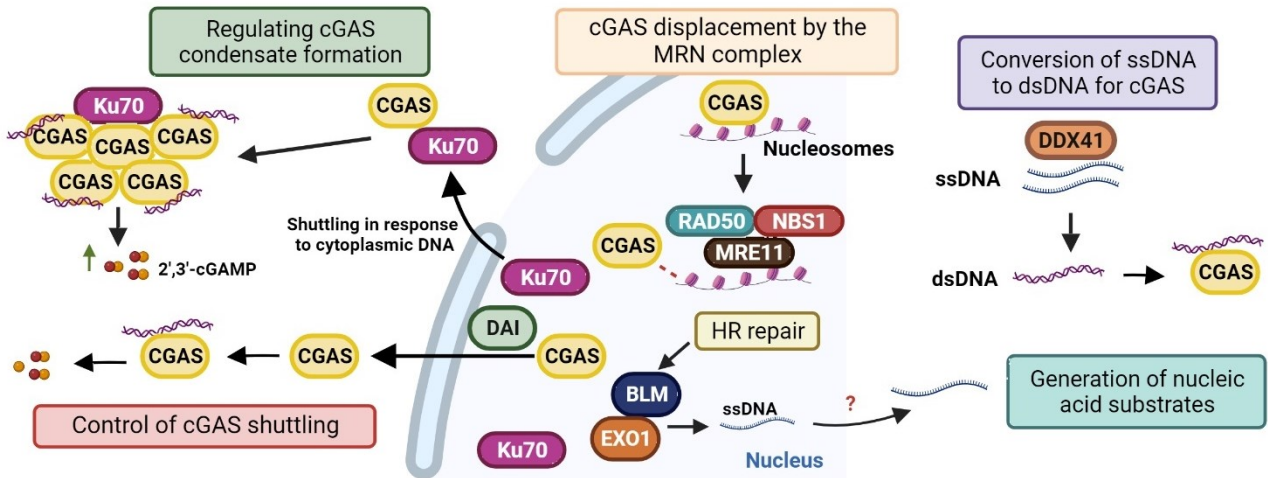 Regulating cGAS
condensate formation
cGAS displacement by the
MRN complex
Conversion of ssDNA
to dsDNA for cGAS
Ku70
CGAS
CGAS
CGAS
CGAS
CGAS
CGAS
Ku70
2',3'-cGAMP
Shuttling in response
to cytoplasmic DNA
Ku70
CGAS
Nucleosomes
RAD50
NBS1
MRE11
CGAS
DDX41
ssDNA
dsDNA
CGAS
DAI
CGAS
CGAS
CGAS
Control of cGAS shuttling
HR repair
BLM
EXO1
ssDNA
?
Ku70
Nucleus
Generation of nucleic
acid substrates